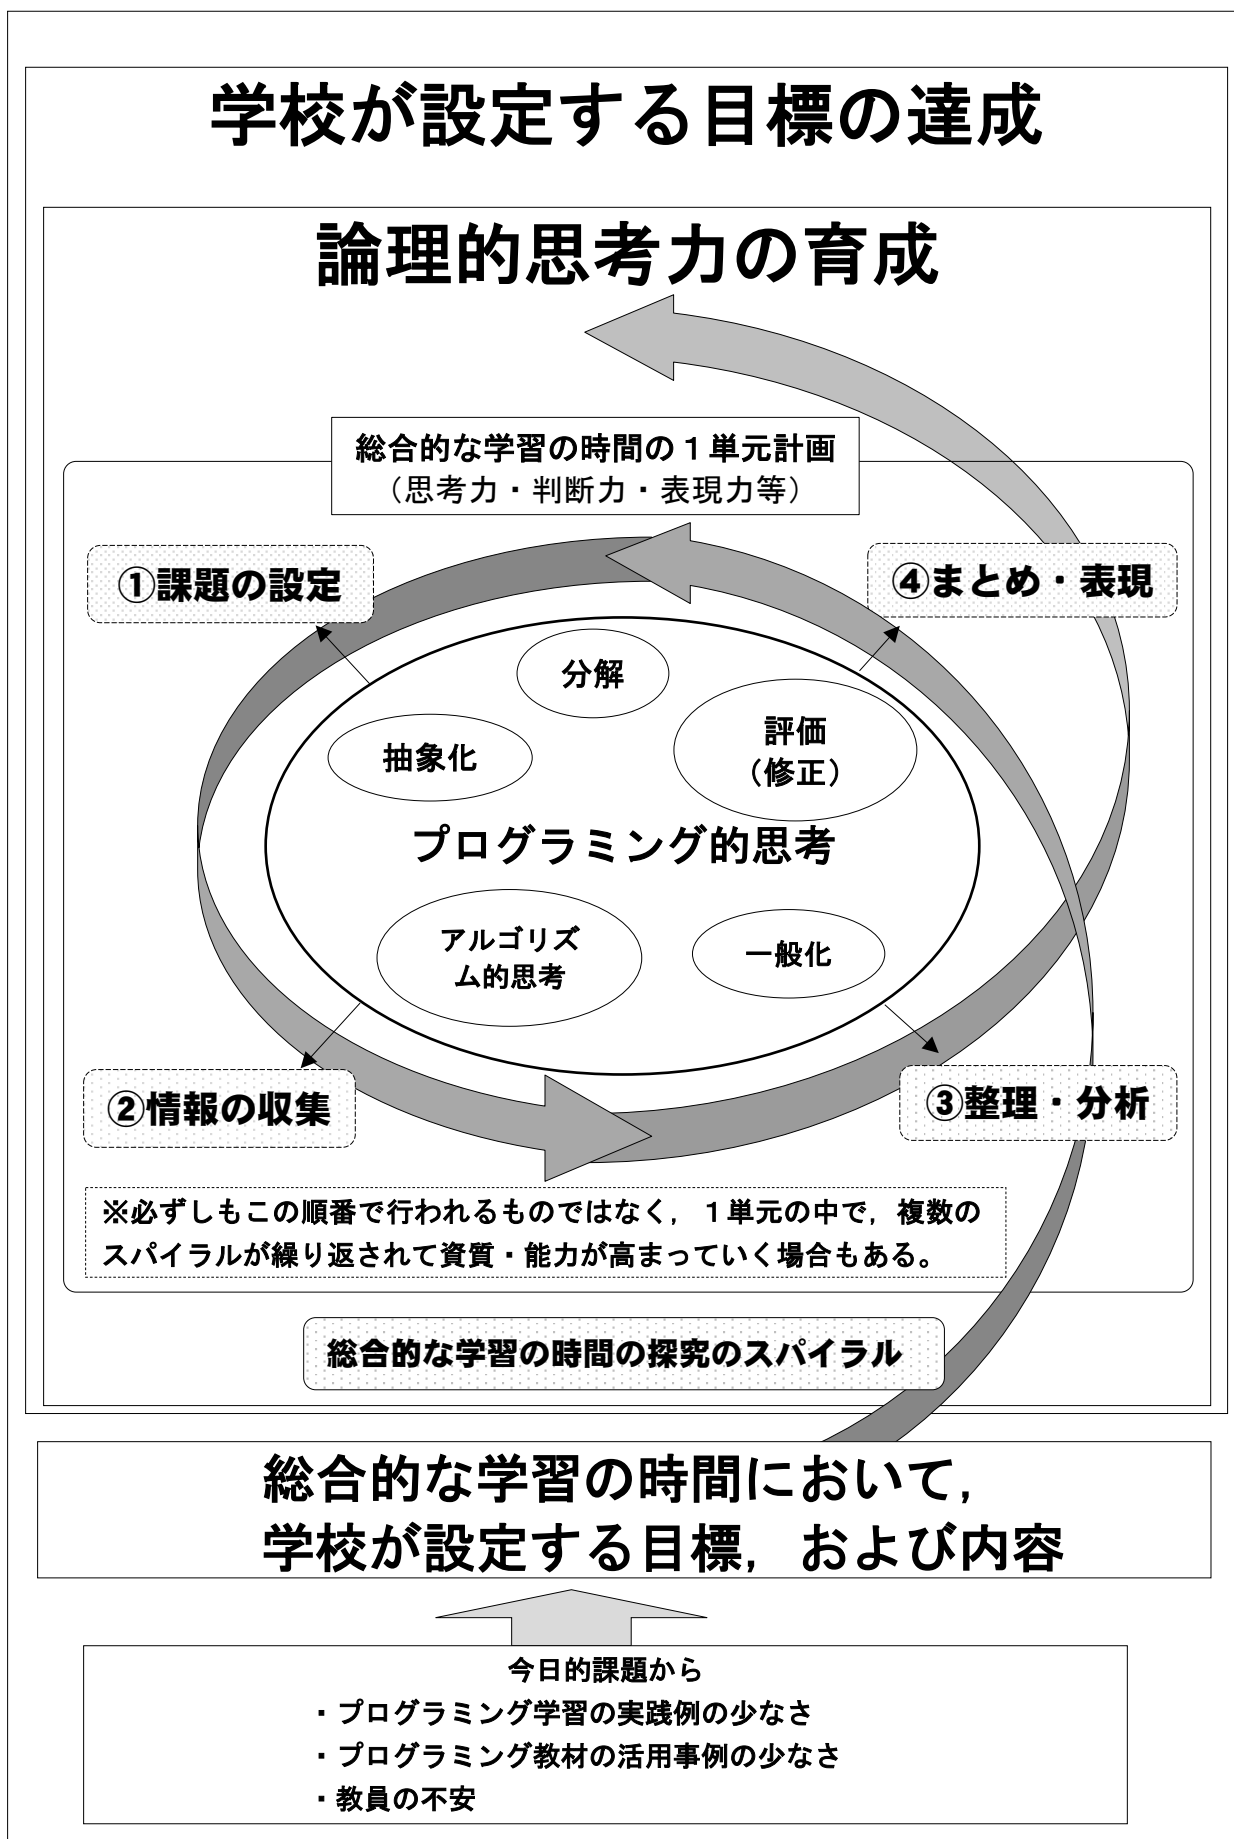 学校が設定する目標の達成
論理的思考力の育成
総合的な学習の時間の１単元計画
（思考力・判断力・表現力等）
①課題の設定
④まとめ・表現
分解
評価
（修正）
抽象化
プログラミング的思考
アルゴリズ
ム的思考
一般化
②情報の収集
③整理・分析
※必ずしもこの順番で行われるものではなく，１単元の中で，複数の
スパイラルが繰り返されて資質・能力が高まっていく場合もある。
総合的な学習の時間の探究のスパイラル
総合的な学習の時間において，
学校が設定する目標，および内容
今日的課題から
・プログラミング学習の実践例の少なさ
・プログラミング教材の活用事例の少なさ
・教員の不安